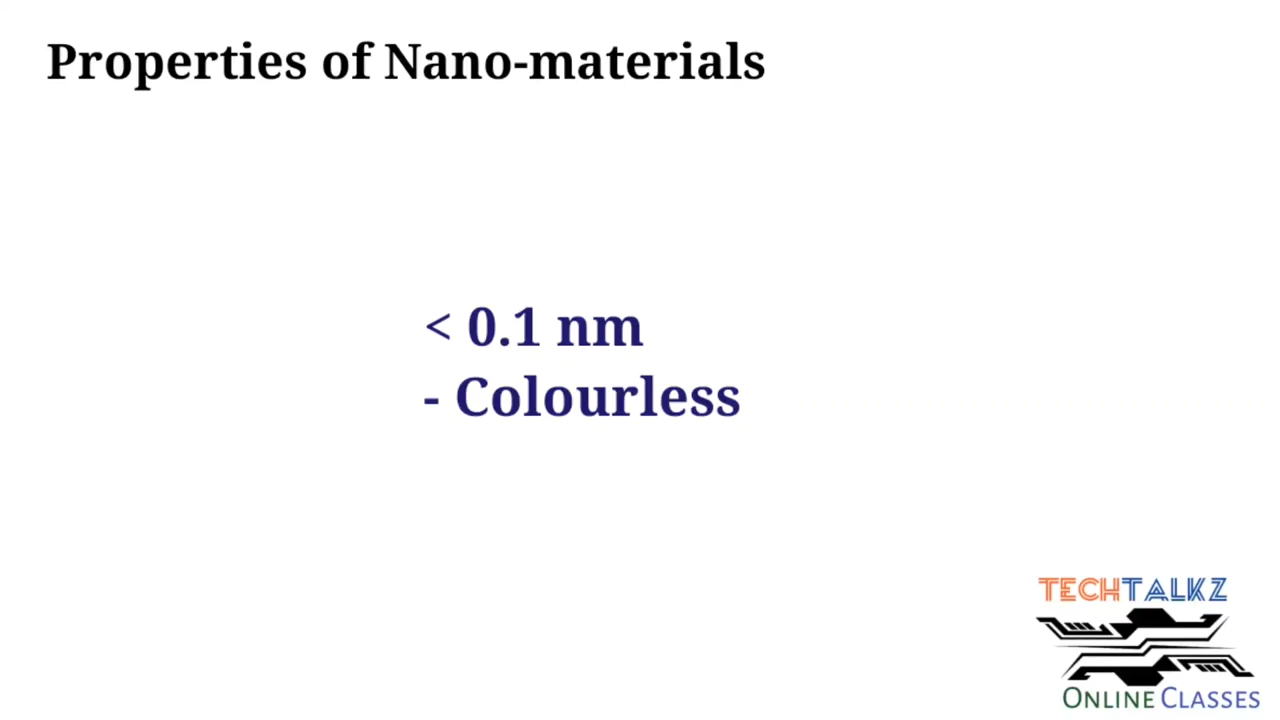 Properties of Nano-materials
< 0.1 nm
- Colourless
TECHTALKZ
ONLINE CLASSES